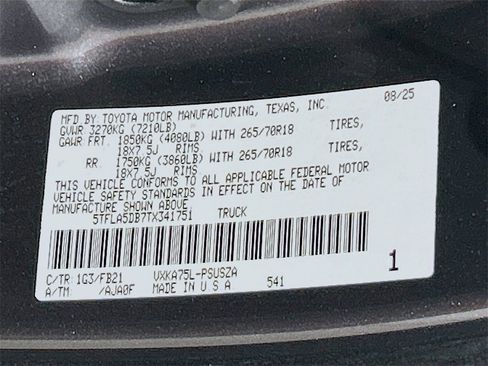 MFD BY: TOYOTA MOTOR MANUFACTURING, TEXAS, INC. 08/25
GVWR 3270KG (7210LB)
GAWR FRT. 1850KG (4080LB) WITH 265/70R18 TIRES,
18X7.5J RIMS
RR. 1750KG (3860LB) WITH 265/70R18 TIRES,
18X7.5J RIMS
THIS VEHICLE CONFORMS TO ALL APPLICABLE FEDERAL MOTOR
VEHICLE SAFETY STANDARDS IN EFFECT ON THE DATE OF
MANUFACTURE SHOWN ABOVE.
5TFLA5DB7TX341751 TRUCK
C/TR:1G3/FB21 VXKA75L-PSUSZA 1
A/TM: /AJA0F MADE IN U S A 541